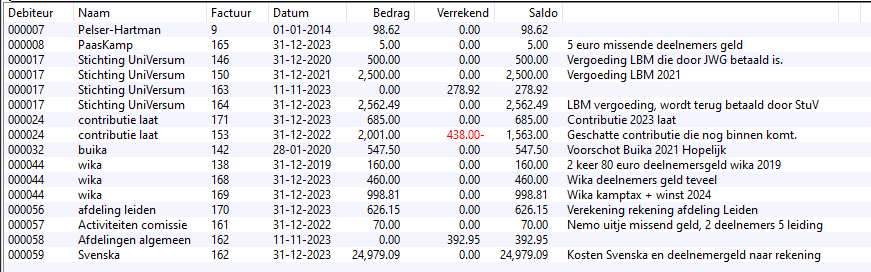 Debiteur Naam Factuur Datum Bedrag Verrekend Saldo
000007 Pelser-Hartman 9 01-01-2014 98.62 0.00 98.62
000008 PaasKamp 165 31-12-2023 5.00 0.00 5.00 5 euro missende deelnemers geld
000017 Stichting UniVersum 146 31-12-2020 500.00 0.00 500.00 Vergoeding LBM die door JWG betaald is.
000017 Stichting UniVersum 150 31-12-2021 2,500.00 0.00 2,500.00 Vergoeding LBM 2021
000017 Stichting UniVersum 163 11-11-2023 0.00 278.92 278.92
000017 Stichting UniVersum 164 31-12-2023 2,562.49 0.00 2,562.49 LBM vergoeding, wordt terug betaald door StuV
000024 contributie laat 171 31-12-2023 685.00 0.00 685.00 Contributie 2023 laat
000024 contributie laat 153 31-12-2022 2,001.00 438.00- 1,563.00 Geschatte contributie die nog binnen komt.
000032 buika 142 28-01-2020 547.50 0.00 547.50 Voorschot Buika 2021 Hopelijk
000044 wika 138 31-12-2019 160.00 0.00 160.00 2 keer 80 euro deelnemersgeld wika 2019
000044 wika 168 31-12-2023 460.00 0.00 460.00 Wika deelnemers geld teveel
000044 wika 169 31-12-2023 998.81 0.00 998.81 Wika kamptax + winst 2024
000056 afdeling leiden 170 31-12-2023 626.15 0.00 626.15 Verekening rekening afdeling Leiden
000057 Activiteiten comissie 161 31-12-2022 70.00 0.00 70.00 Nemo uitje missend geld, 2 deelnemers 5 leiding
000058 Afdelingen algemeen 162 11-11-2023 0.00 392.95 392.95
000059 Svenska 162 31-12-2023 24,979.09 0.00 24,979.09 Kosten Svenska en deelnemergeld naar rekening